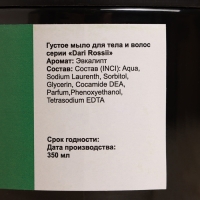 Густое мыло для тела и волос
серии «Dari Rossii»
Аромат: Эвкалипт
Состав: Состав (INCI): Aqua,
Sodium Laurenth, Sorbitol,
Glycerin, Cocamide DEA,
Parfum,Phenoxyethanol,
Tetrasodium EDTA
Срок годности:
Дата производства:
350 мл